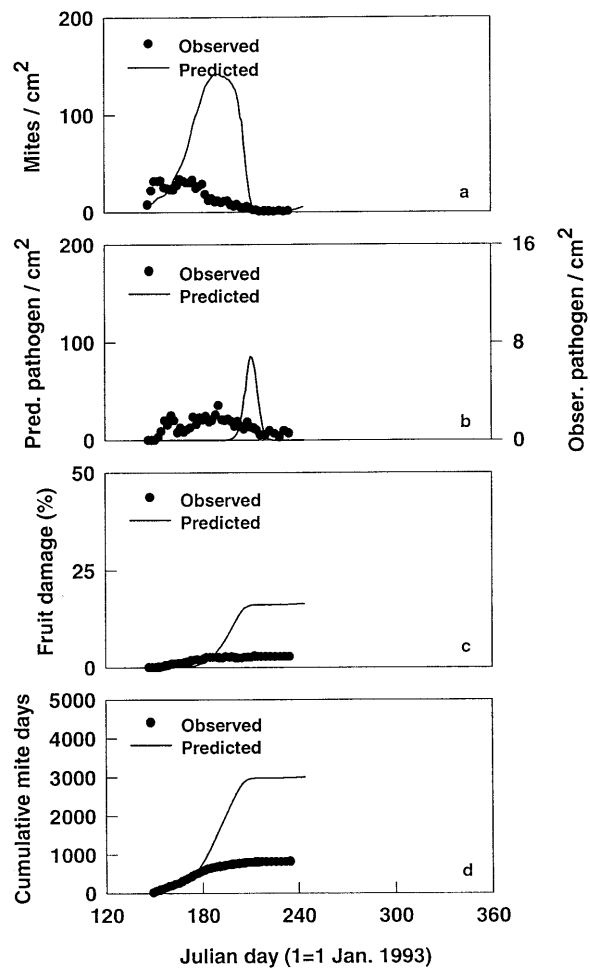 200
Observed
Predicted
100
0
Mites / cm2
a
200
16
Observed
Predicted
100
8
0
0
Pred. pathogen / cm2
Obser. pathogen / cm2
b
50
Observed
Predicted
25
0
Fruit damage (%)
c
5000
Observed
4000
Predicted
3000
2000
1000
0
Cumulative mite days
d
120 180 240 300 360
Julian day (1=1 Jan. 1993)